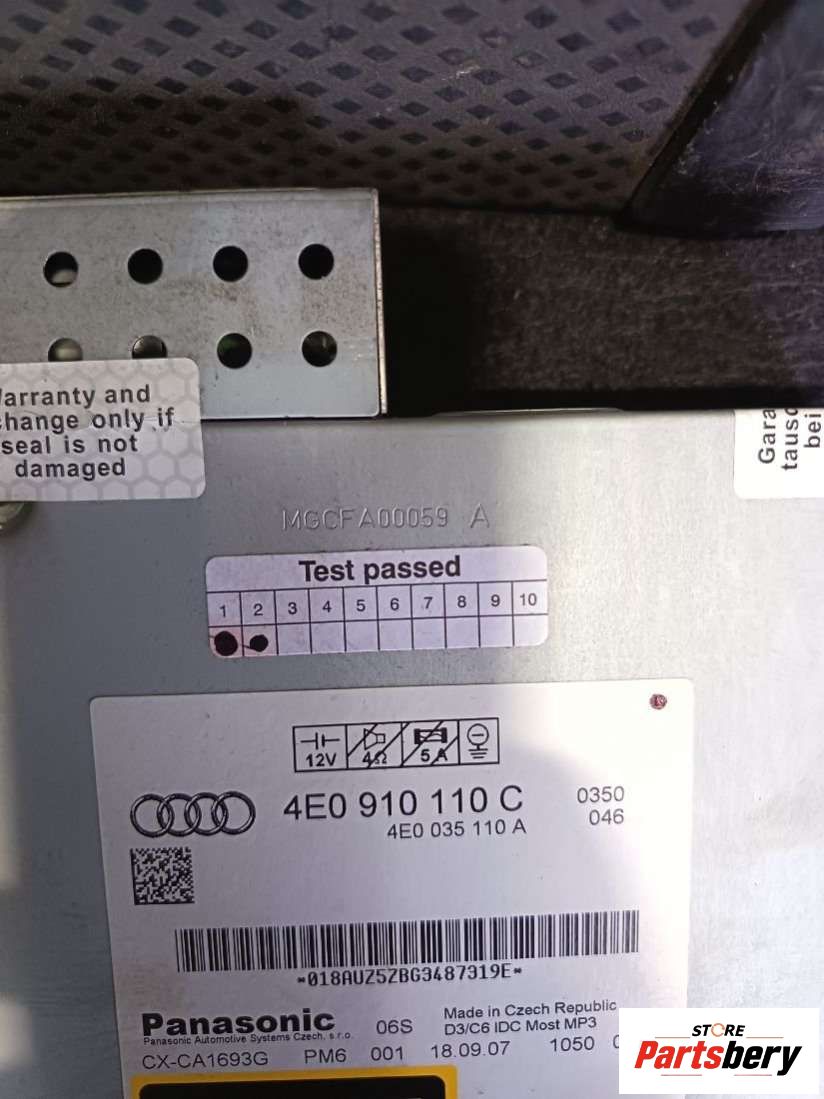 arranty and
change only if
seal is not
damaged
Gara
tausc
bei
MGCFA00059 A
Test passed
1 2 3 4 5 6 7 8 9 10
12V 4Ω 5A
4E0 910 110 C 0350
4E0 035 110 A 046
*018AUZ5ZBG3487319E*
Panasonic 06S Made in Czech Republic
Panasonic Automotive Systems Czech, s.r.o. D3/C6 IDC Most MP3
CX-CA1693G PM6 001 18.09.07 1050
STORE
Partsbery